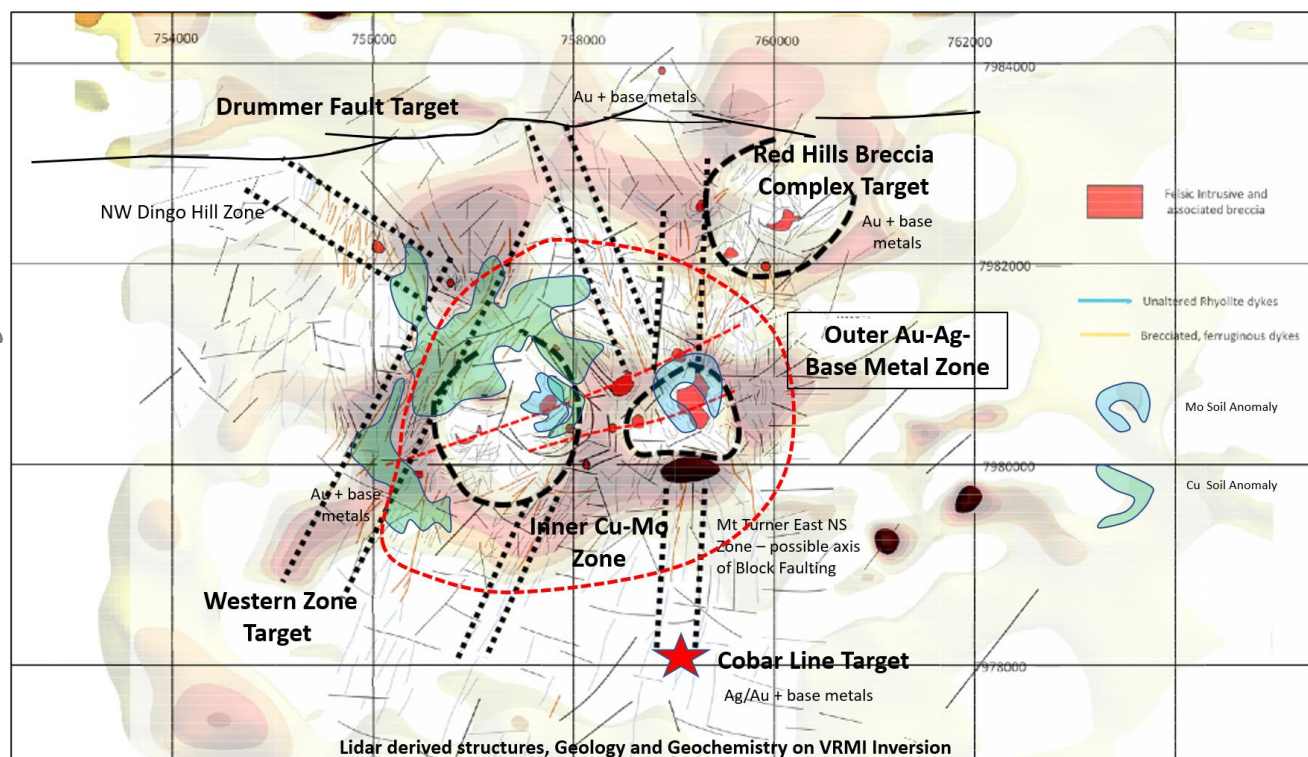 754000
756000
758000
760000
762000
7984000
Drummer Fault Target
Au + base metals
Red Hills Breccia
Complex Target
Au + base
metals
NW Dingo Hill Zone
Felsic Intrusive and
associated breccia
7982000
Unaltered Rhyolite dykes
Brecciated, ferruginous dykes
Outer Au-Ag-
Base Metal Zone
Mo Soil Anomaly
7980000
Cu Soil Anomaly
Au + base
metals
Inner Cu-Mo
Zone
Mt Turner East NS
Zone – possible axis
of Block Faulting
Western Zone
Target
Cobar Line Target
7978000
Ag/Au + base metals
Lidar derived structures, Geology and Geochemistry on VRMI Inversion